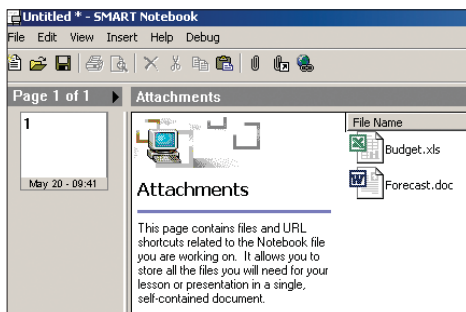 Untitled * - SMART Notebook
File Edit View Insert Help Debug
Page 1 of 1
Attachments
1
May 20 - 09:41
File Name
Budget.xls
Forecast.doc
Attachments
This page contains files and URL
shortcuts related to the Notebook file
you are working on. It allows you to
store all the files you will need for your
lesson or presentation in a single,
self-contained document.